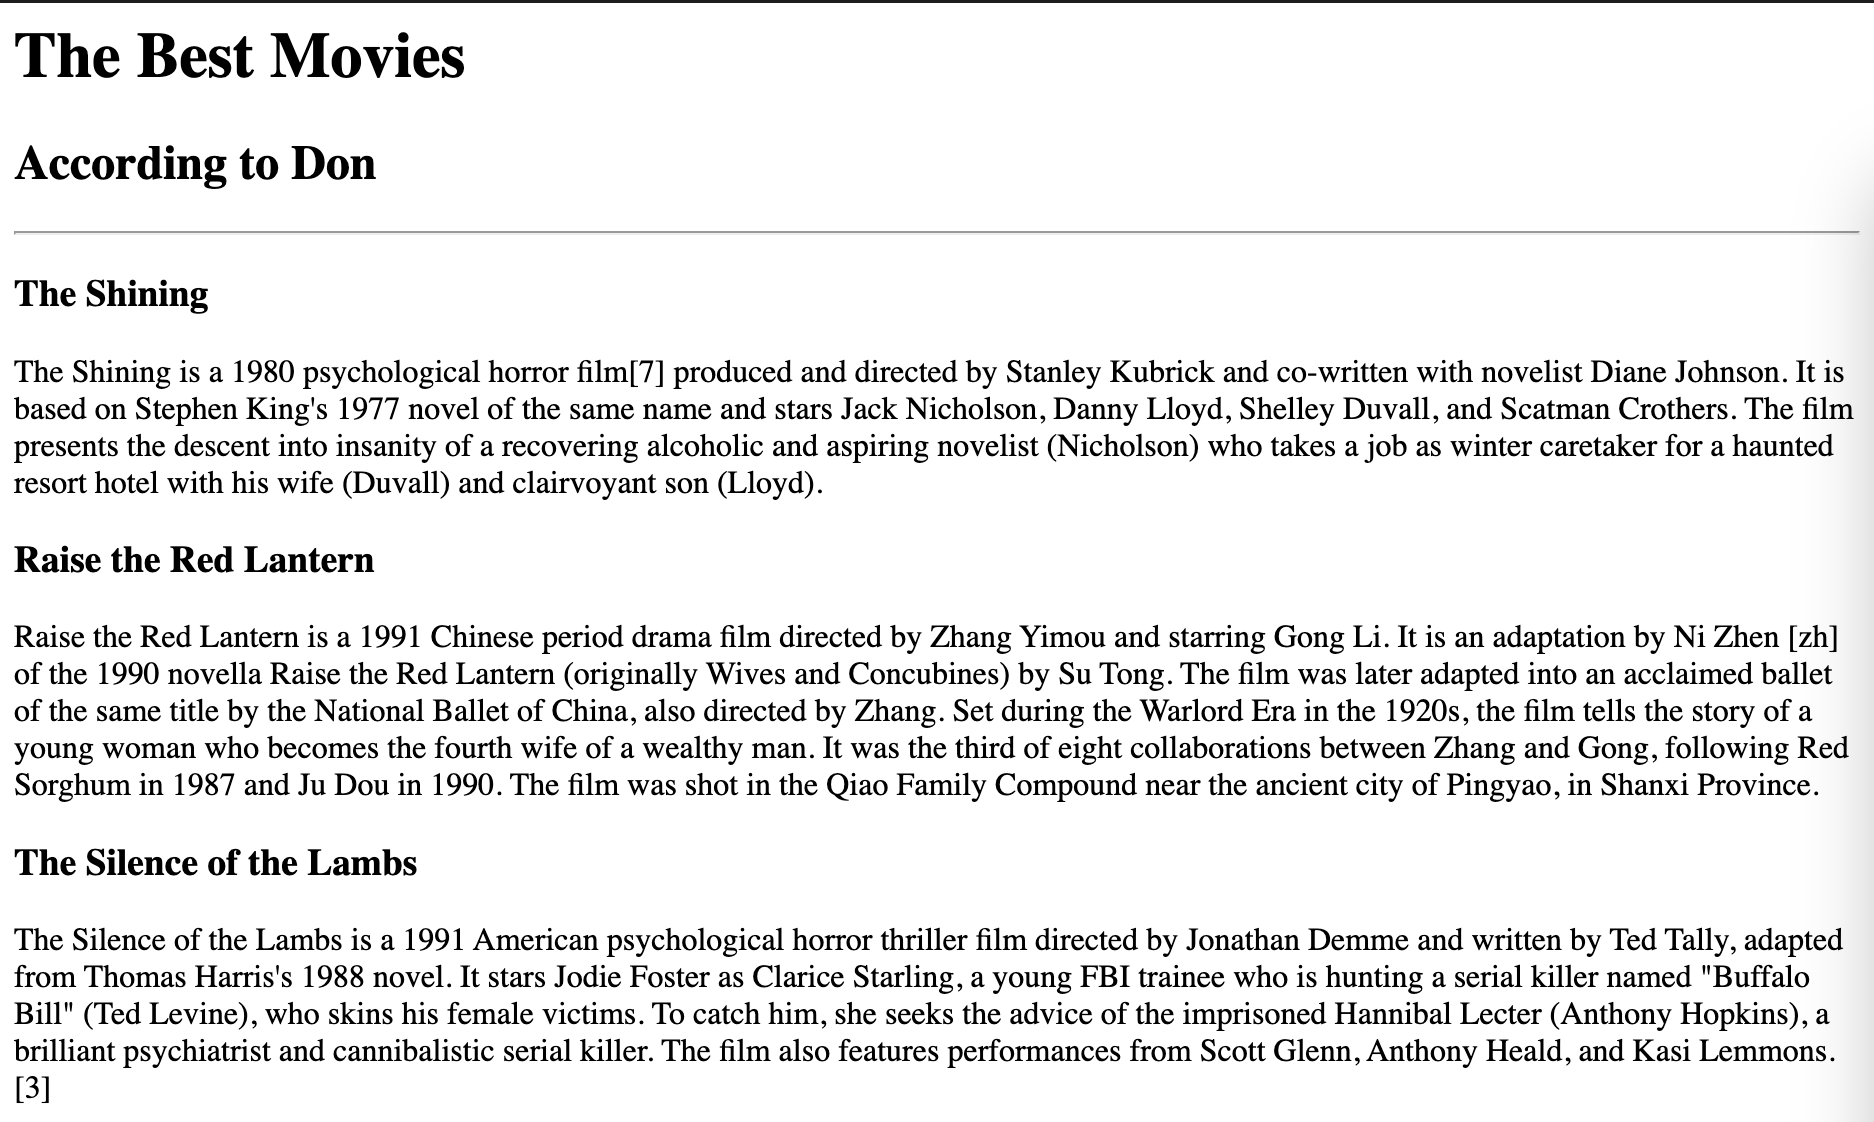 The Best Movies
According to Don
The Shining
The Shining is a 1980 psychological horror film[7] produced and directed by Stanley Kubrick and co-written with novelist Diane Johnson. It is
based on Stephen King's 1977 novel of the same name and stars Jack Nicholson, Danny Lloyd, Shelley Duvall, and Scatman Crothers. The film
presents the descent into insanity of a recovering alcoholic and aspiring novelist (Nicholson) who takes a job as winter caretaker for a haunted
resort hotel with his wife (Duvall) and clairvoyant son (Lloyd).
Raise the Red Lantern
Raise the Red Lantern is a 1991 Chinese period drama film directed by Zhang Yimou and starring Gong Li. It is an adaptation by Ni Zhen [zh]
of the 1990 novella Raise the Red Lantern (originally Wives and Concubines) by Su Tong. The film was later adapted into an acclaimed ballet
of the same title by the National Ballet of China, also directed by Zhang. Set during the Warlord Era in the 1920s, the film tells the story of a
young woman who becomes the fourth wife of a wealthy man. It was the third of eight collaborations between Zhang and Gong, following Red
Sorghum in 1987 and Ju Dou in 1990. The film was shot in the Qiao Family Compound near the ancient city of Pingyao, in Shanxi Province.
The Silence of the Lambs
The Silence of the Lambs is a 1991 American psychological horror thriller film directed by Jonathan Demme and written by Ted Tally, adapted
from Thomas Harris's 1988 novel. It stars Jodie Foster as Clarice Starling, a young FBI trainee who is hunting a serial killer named "Buffalo
Bill" (Ted Levine), who skins his female victims. To catch him, she seeks the advice of the imprisoned Hannibal Lecter (Anthony Hopkins), a
brilliant psychiatrist and cannibalistic serial killer. The film also features performances from Scott Glenn, Anthony Heald, and Kasi Lemmons.
[3]